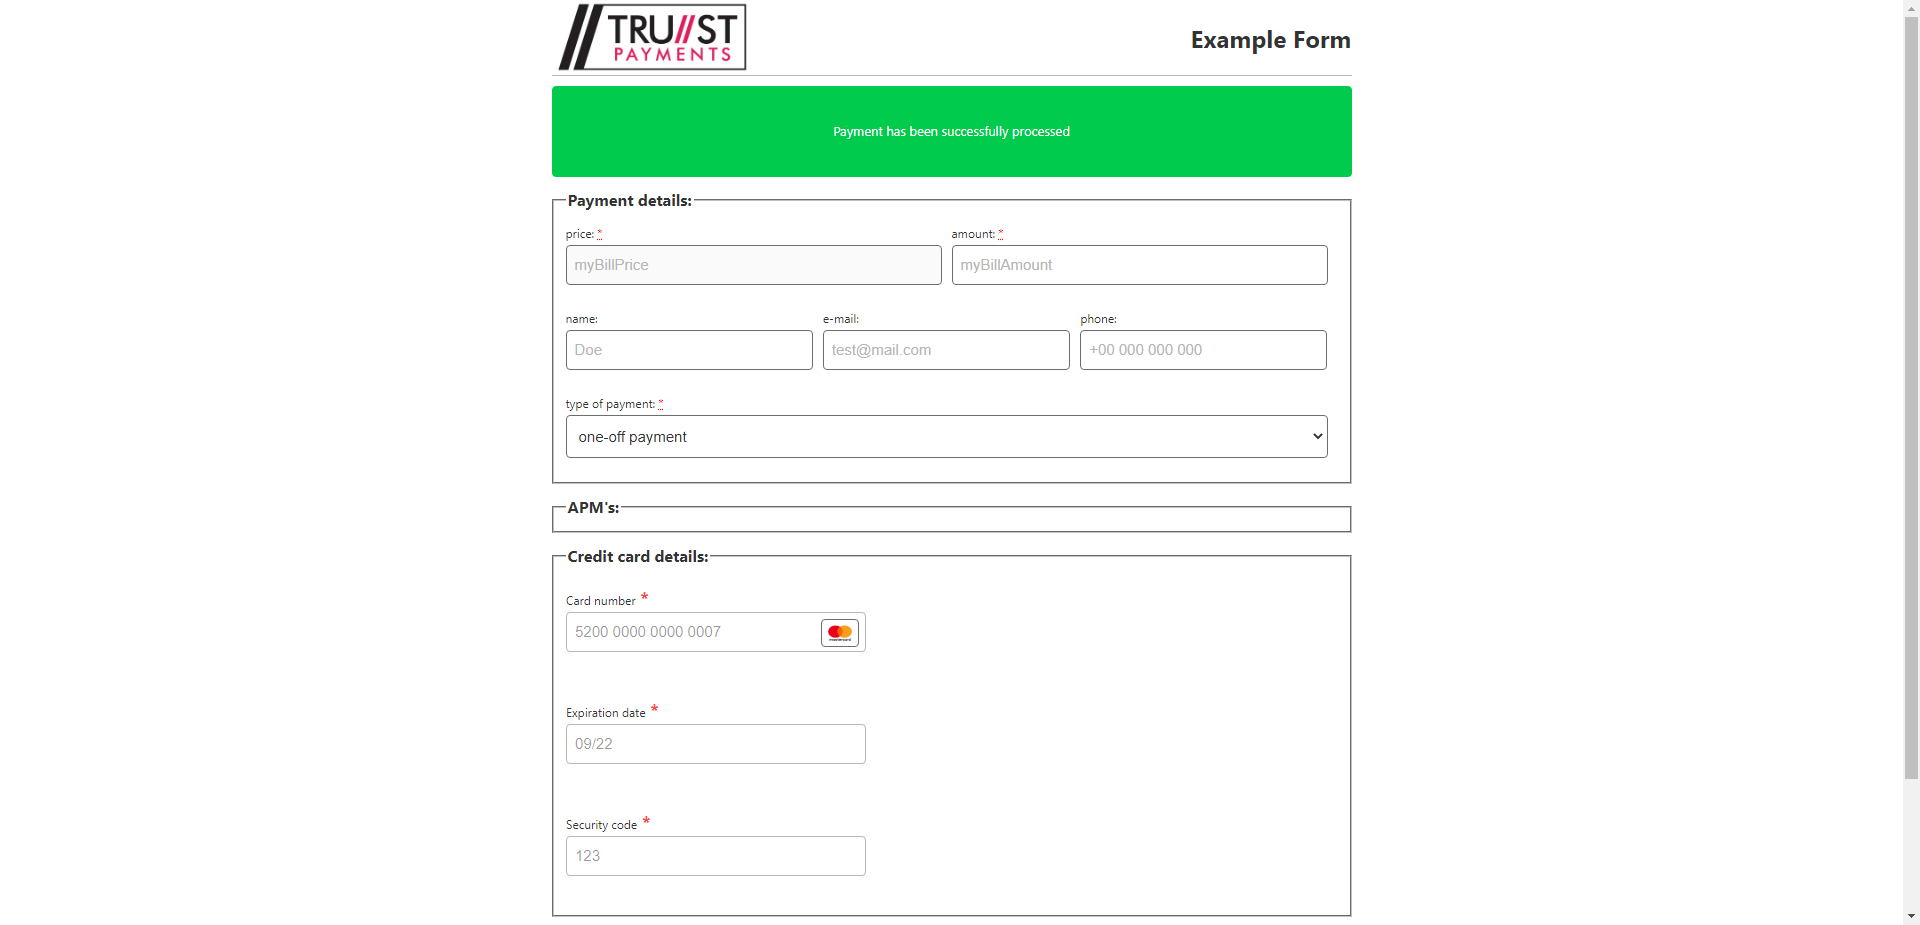 TRU//ST
PAYMENTS
Example Form
Payment has been successfully processed
Payment details:
price: *
amount: *
myBillPrice
myBillAmount
name:
e-mail:
phone:
Doe
test@mail.com
+00 000 000 000
type of payment: *
one-off payment
APM's:
Credit card details:
Card number *
5200 0000 0000 0007
mastercard
Expiration date *
09/22
Security code *
123